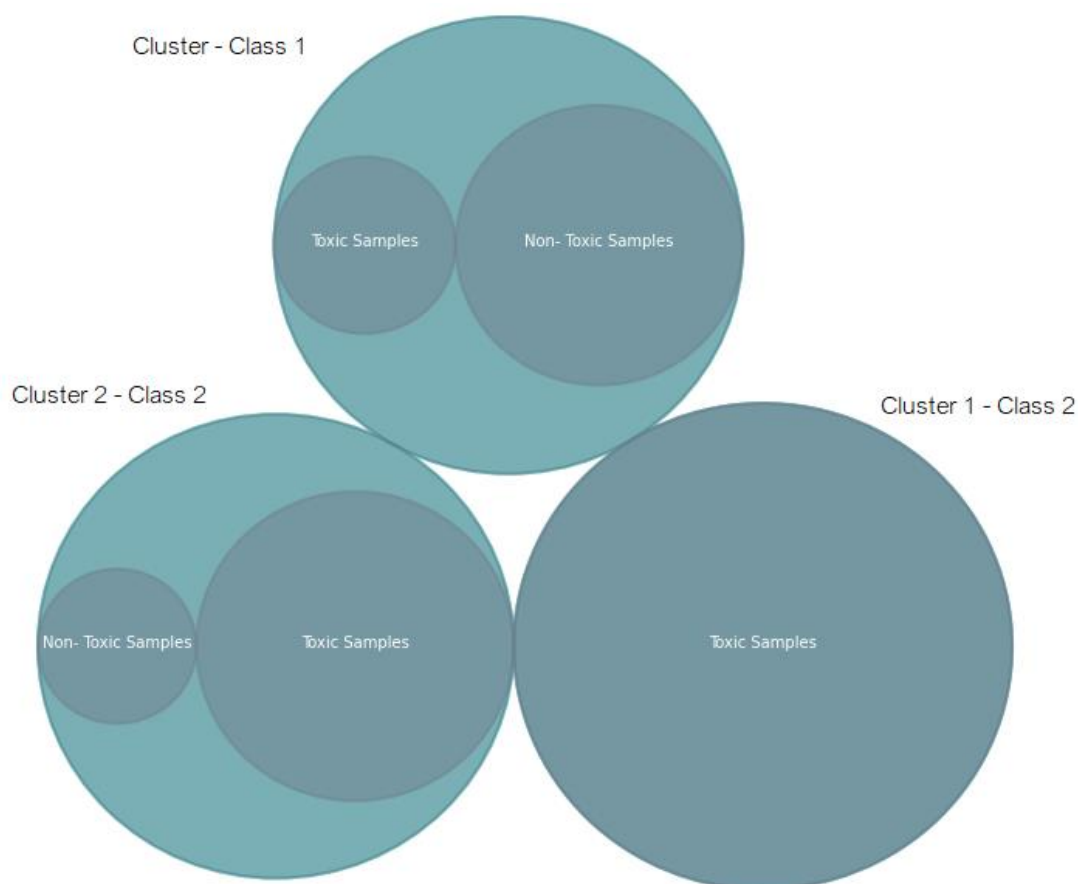 Cluster - Class 1
Toxic Samples
Non- Toxic Samples
Cluster 2 - Class 2
Cluster 1 - Class 2
Non- Toxic Samples
Toxic Samples
Toxic Samples